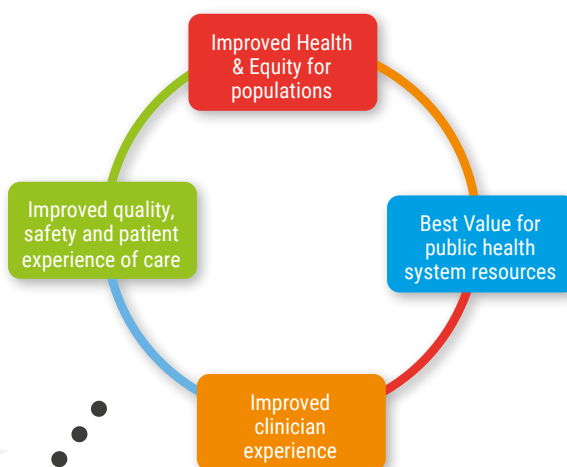 Improved Health
& Equity for
populations
Improved quality,
safety and patient
experience of care
Best Value for
public health
system resources
Improved
clinician
experience